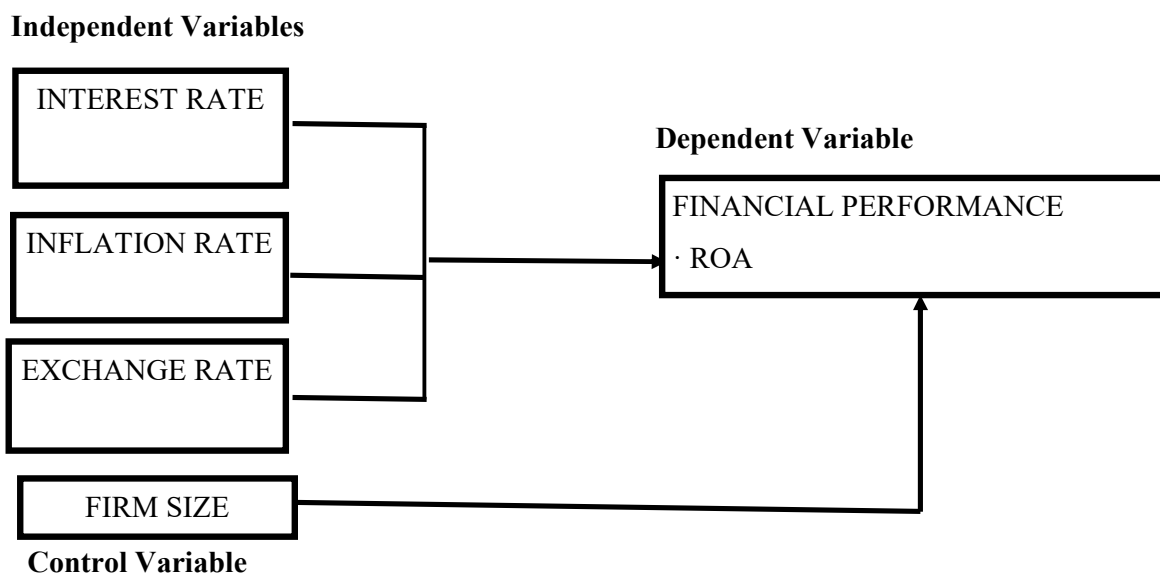 Independent Variables
INTEREST RATE
INFLATION RATE
EXCHANGE RATE
FIRM SIZE
Control Variable
Dependent Variable
FINANCIAL PERFORMANCE
· ROA